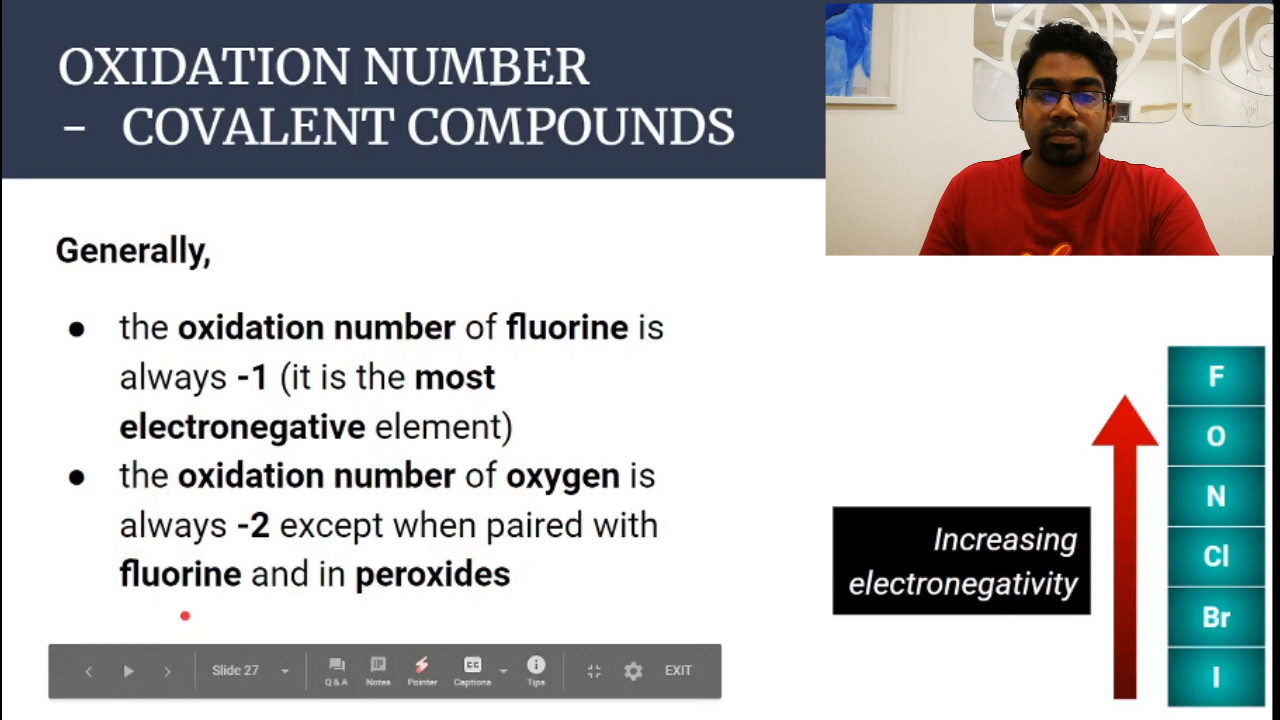 OXIDATION NUMBER
- COVALENT COMPOUNDS
Generally,
● the oxidation number of fluorine is
always -1 (it is the most
electronegative element)
● the oxidation number of oxygen is
always -2 except when paired with
fluorine and in peroxides
Increasing
electronegativity
F
O
N
Cl
Br
I
Slide 27
Q & A
Notes
Pointer
CC
Captions
Tips
EXIT